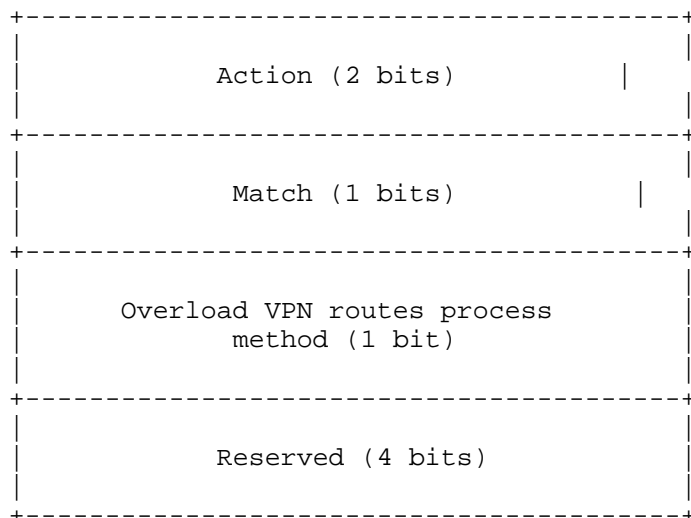 Action (2 bits)
Match (1 bits)
Overload VPN routes process
method (1 bit)
Reserved (4 bits)